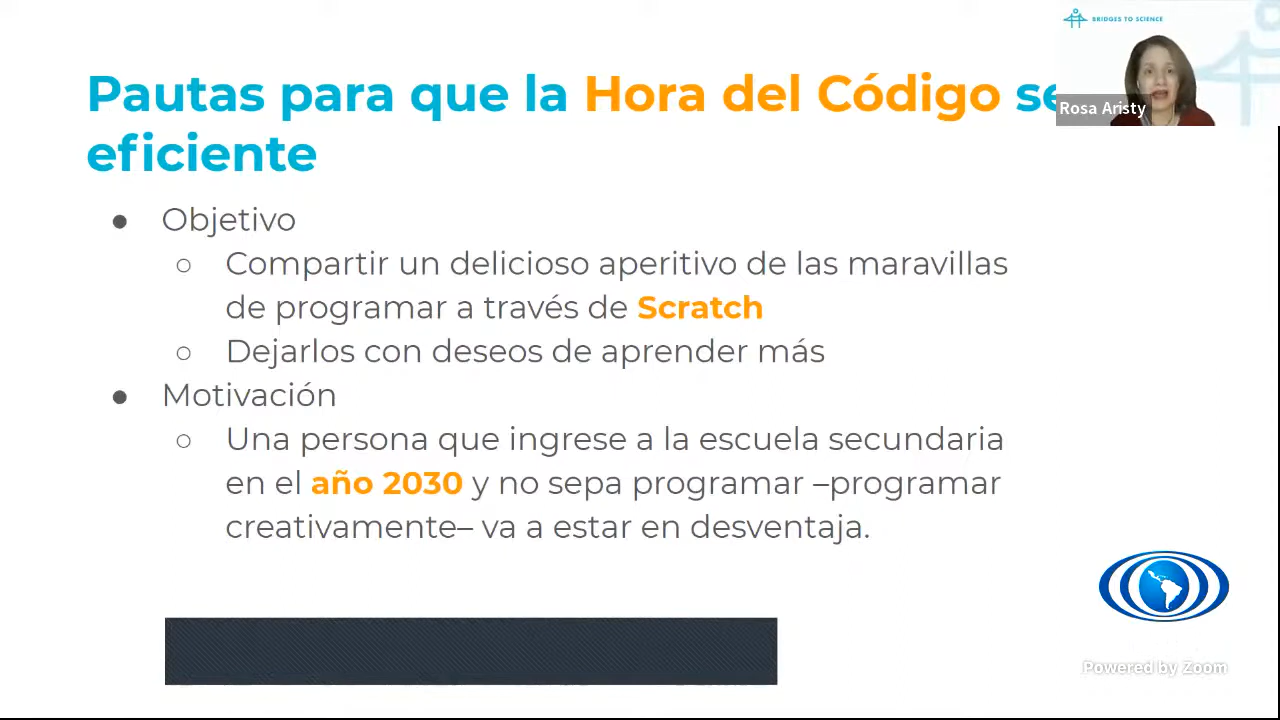 BRIDGES TO SCIENCE
Pautas para que la Hora del Código se
Rosa Aristy
eficiente
● Objetivo
○ Compartir un delicioso aperitivo de las maravillas
de programar a través de Scratch
○ Dejarlos con deseos de aprender más
● Motivación
○ Una persona que ingrese a la escuela secundaria
en el año 2030 y no sepa programar –programar
creativamente– va a estar en desventaja.
Powered by Zoom